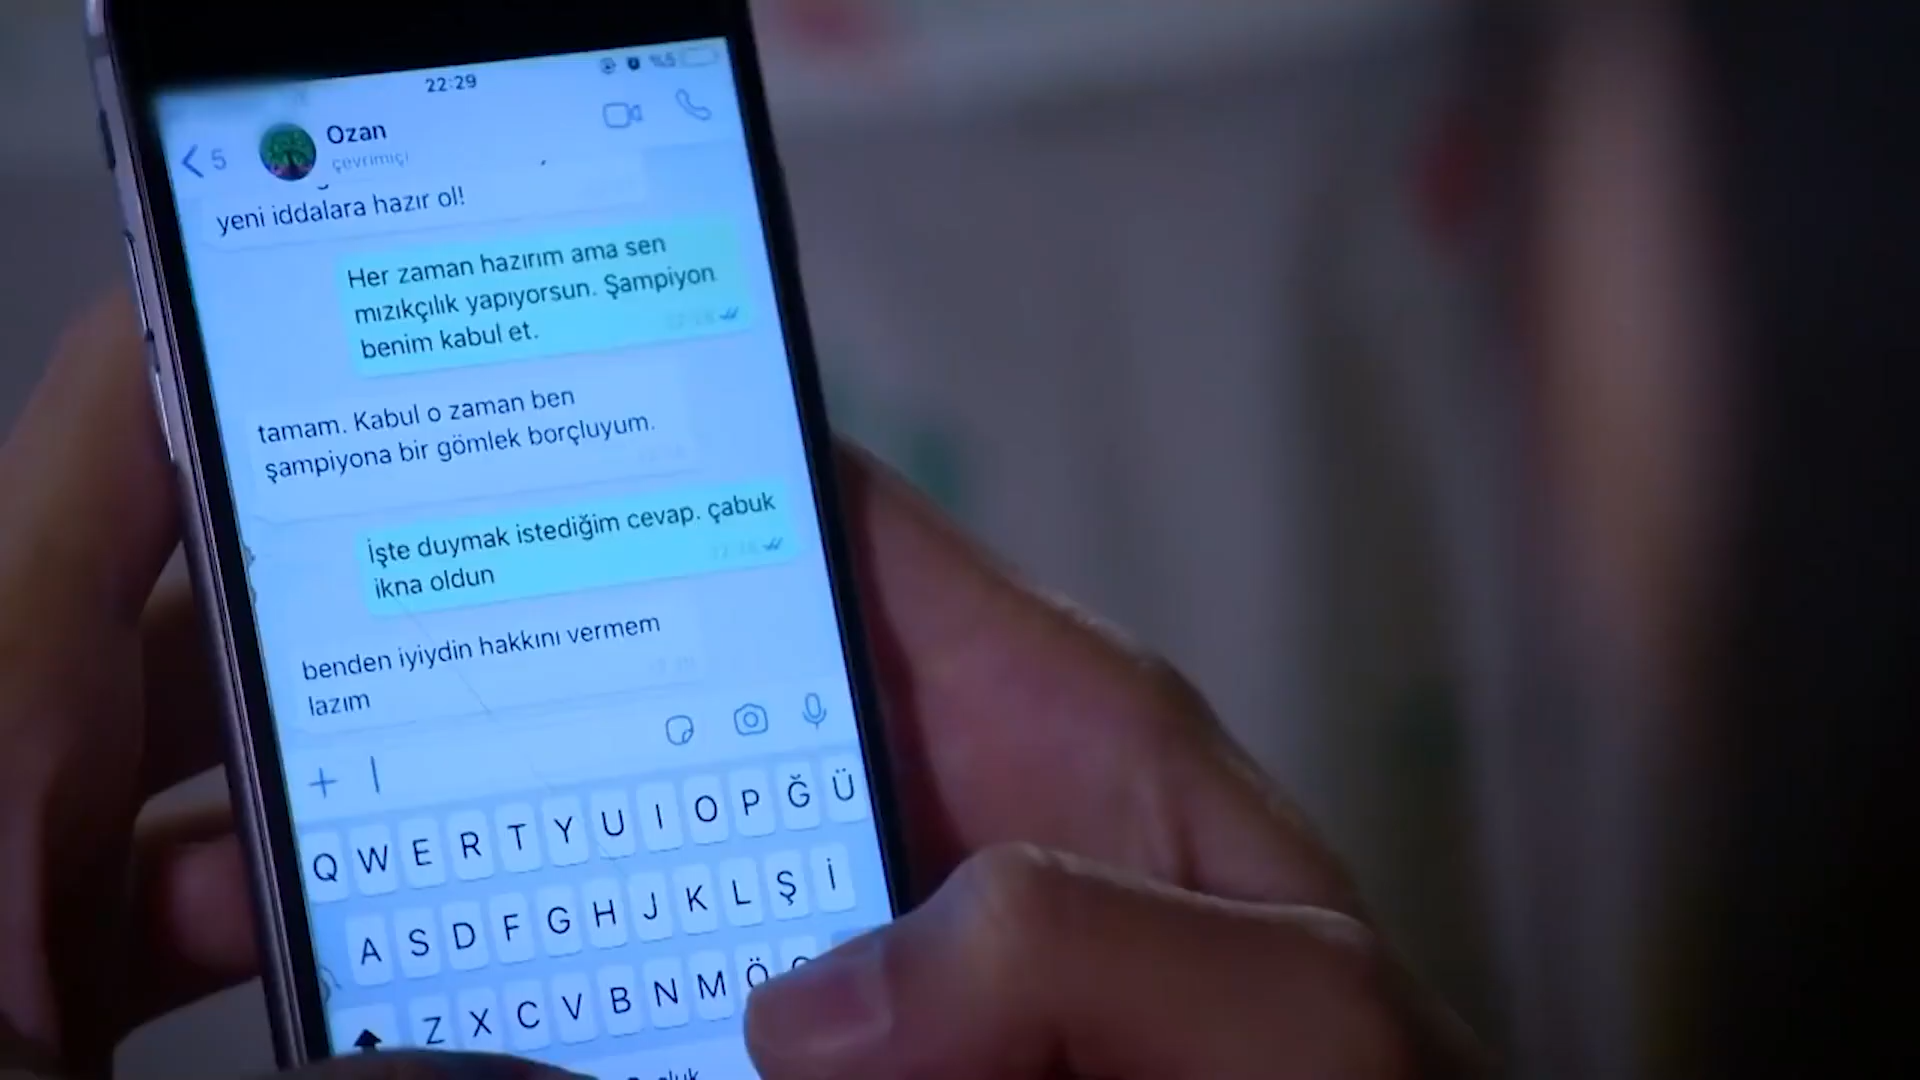 22:29
%5
5
Ozan
çevrimiçi
yeni iddalara hazır ol!
Her zaman hazırım ama sen
mızıkçılık yapıyorsun. Şampiyon
benim kabul et.
tamam. Kabul o zaman ben
şampiyona bir gömlek borçluyum.
İşte duymak istediğim cevap. çabuk
ikna oldun
benden iyiydin hakkını vermem
lazım
Q W E R T Y U I O P Ğ Ü
A S D F G H J K L Ş İ
Z X C V B N M Ö